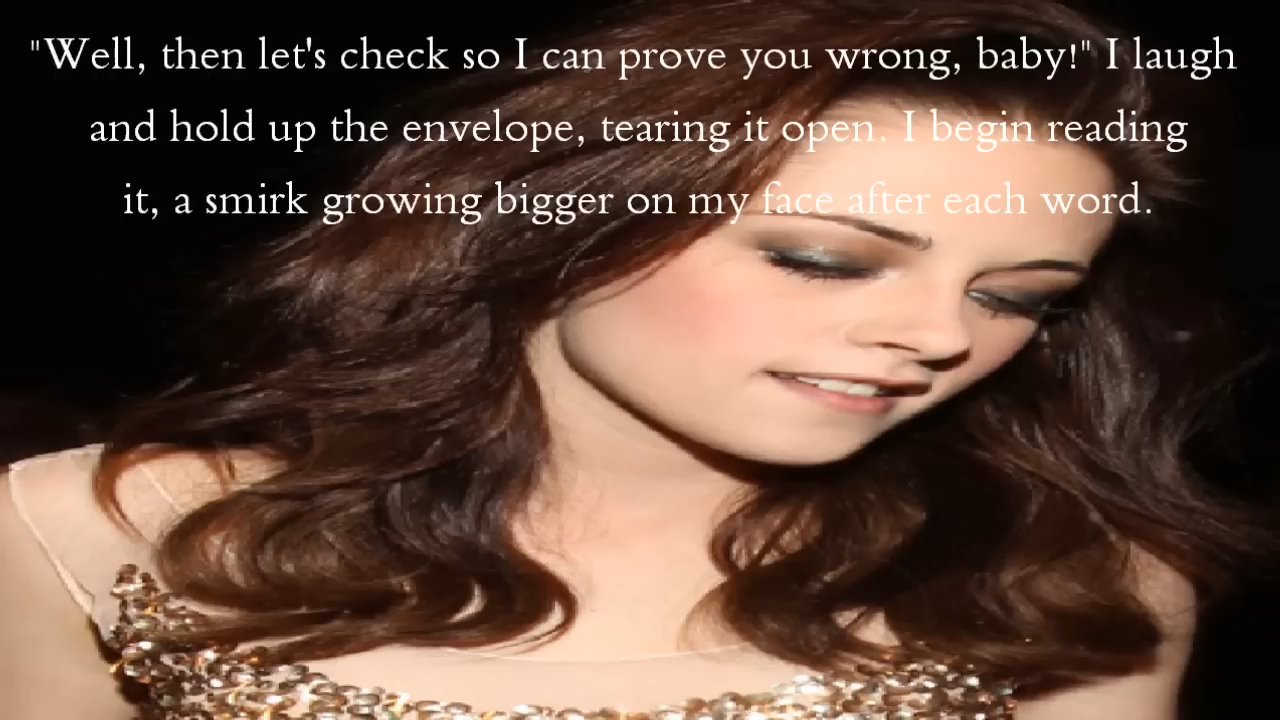 "Well, then let's check so I can prove you wrong, baby!" I laugh
and hold up the envelope, tearing it open. I begin reading
it, a smirk growing bigger on my face after each word.